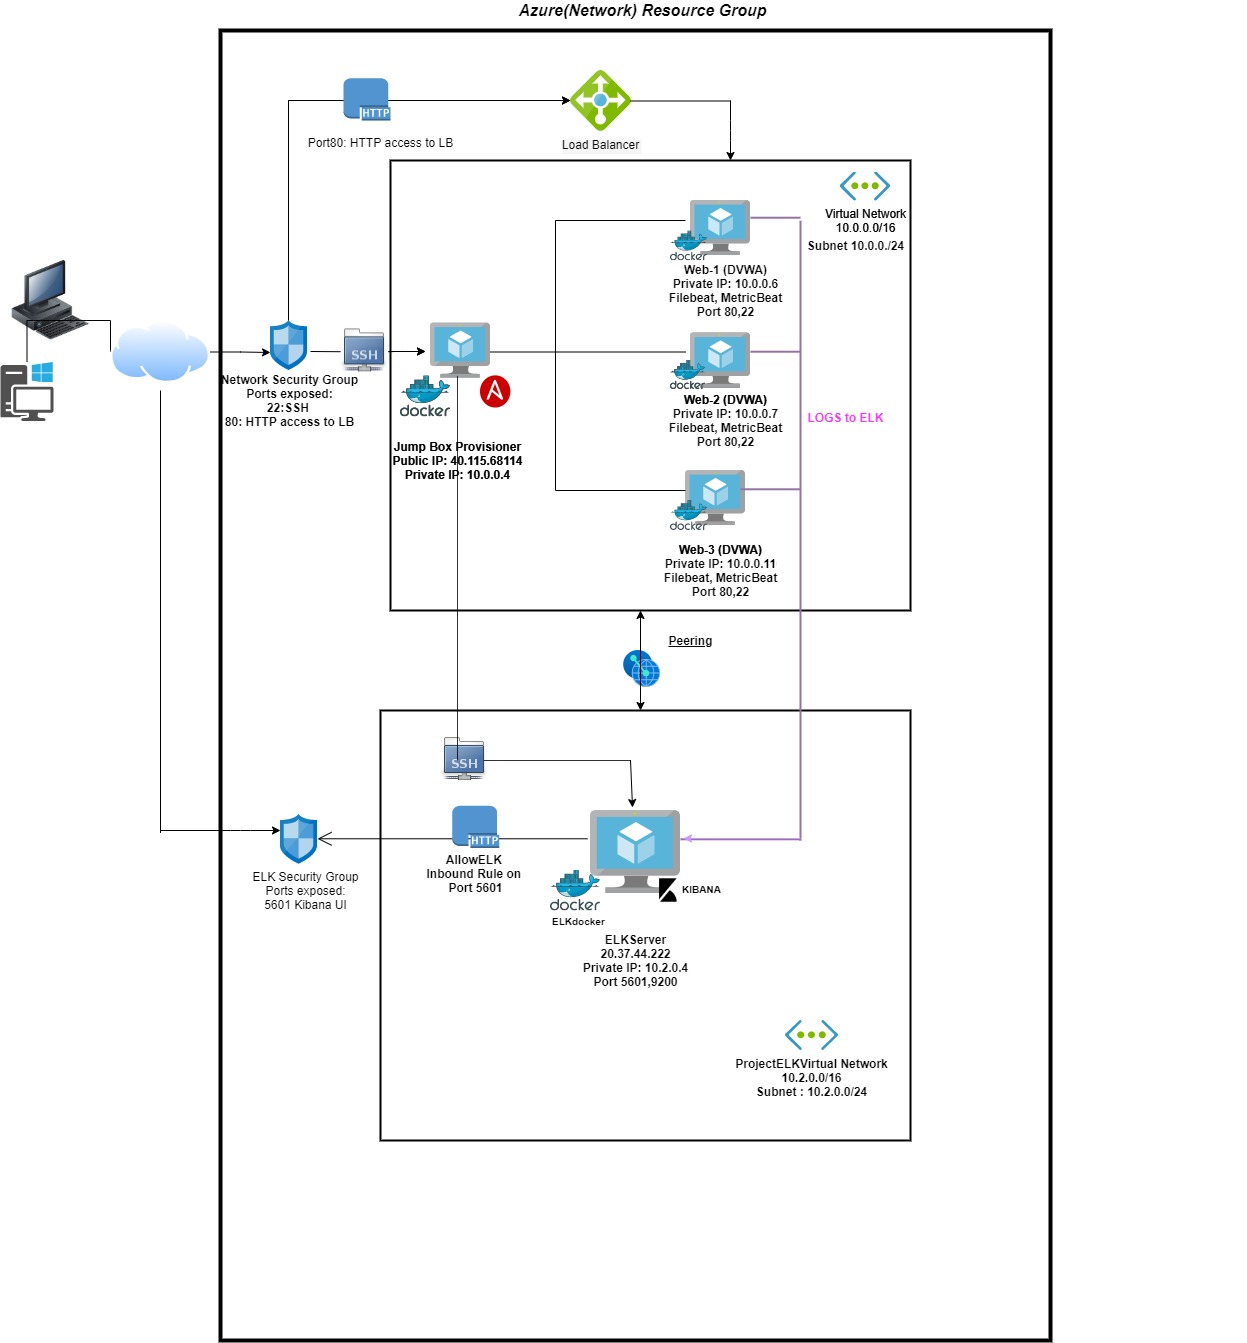 Azure(Network) Resource Group
HTTP
Port80: HTTP access to LB
Load Balancer
Virtual Network
10.0.0.0/16
Subnet 10.0.0./24
docker
Web-1 (DVWA)
Private IP: 10.0.0.6
Filebeat, MetricBeat
Port 80,22
SSH
Network Security Group
Ports exposed:
22:SSH
80: HTTP access to LB
docker
Jump Box Provisioner
Public IP: 40.115.68114
Private IP: 10.0.0.4
docker
Web-2 (DVWA)
Private IP: 10.0.0.7
Filebeat, MetricBeat
Port 80,22
LOGS to ELK
docker
Web-3 (DVWA)
Private IP: 10.0.0.11
Filebeat, MetricBeat
Port 80,22
Peering
SSH
HTTP
AllowELK
Inbound Rule on
Port 5601
ELK Security Group
Ports exposed:
5601 Kibana UI
docker
ELKdocker
KIBANA
ELKServer
20.37.44.222
Private IP: 10.2.0.4
Port 5601,9200
ProjectELKVirtual Network
10.2.0.0/16
Subnet : 10.2.0.0/24